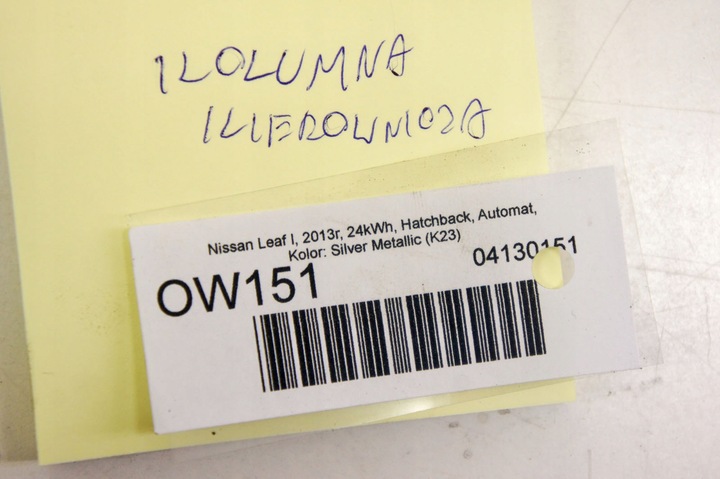 KOLUMNA
KIEROWNICZA
Nissan Leaf I, 2013r, 24kWh, Hatchback, Automat,
Kolor: Silver Metallic (K23)
04130151
OW151